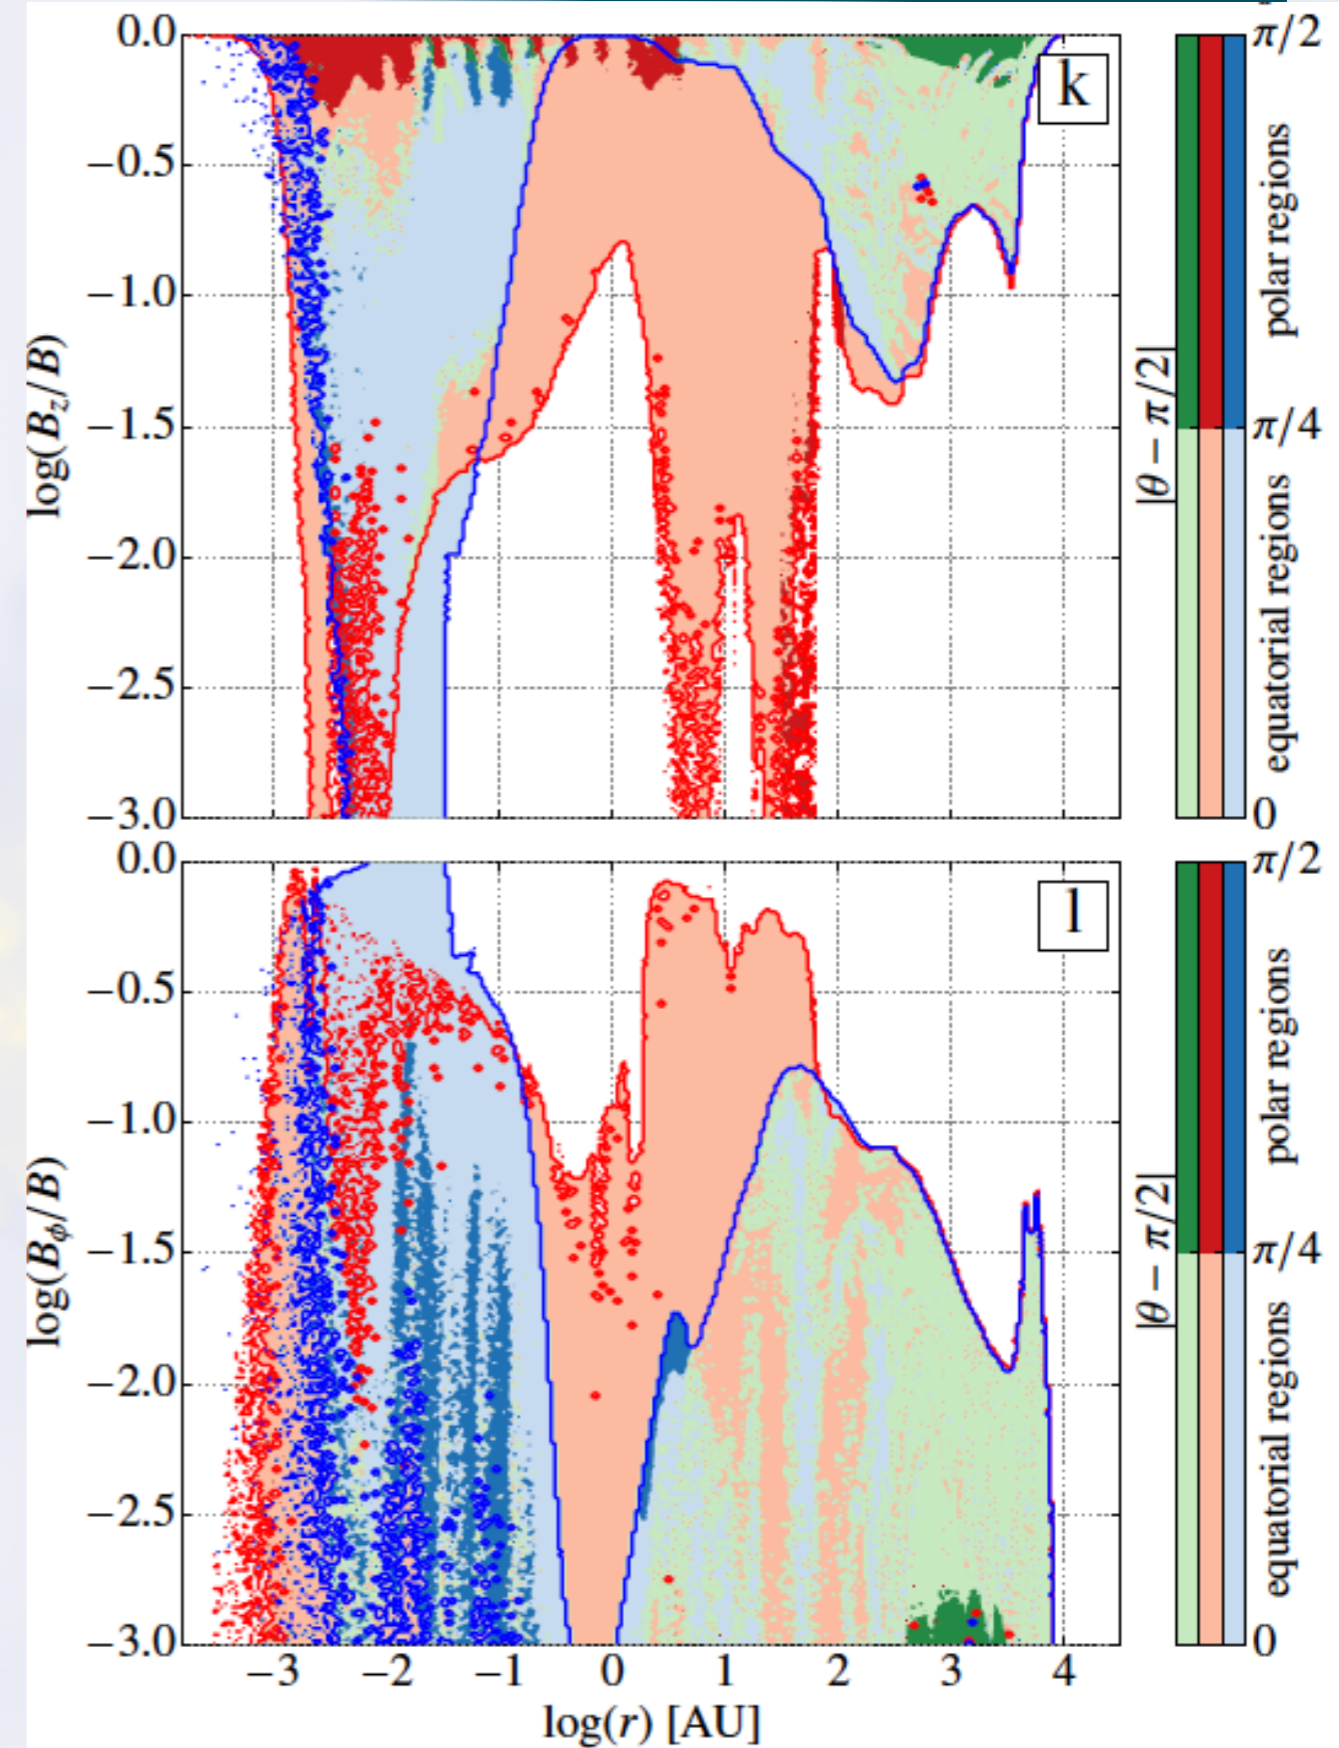 0.0
−0.5
−1.0
−1.5
−2.0
−2.5
−3.0
log(B_z/B)
k
π/2
π/4
0
|θ − π/2|
polar regions
equatorial regions
0.0
−0.5
−1.0
−1.5
−2.0
−2.5
−3.0
log(B_ϕ/B)
l
π/2
π/4
0
|θ − π/2|
polar regions
equatorial regions
−3 −2 −1 0 1 2 3 4
log(r) [AU]